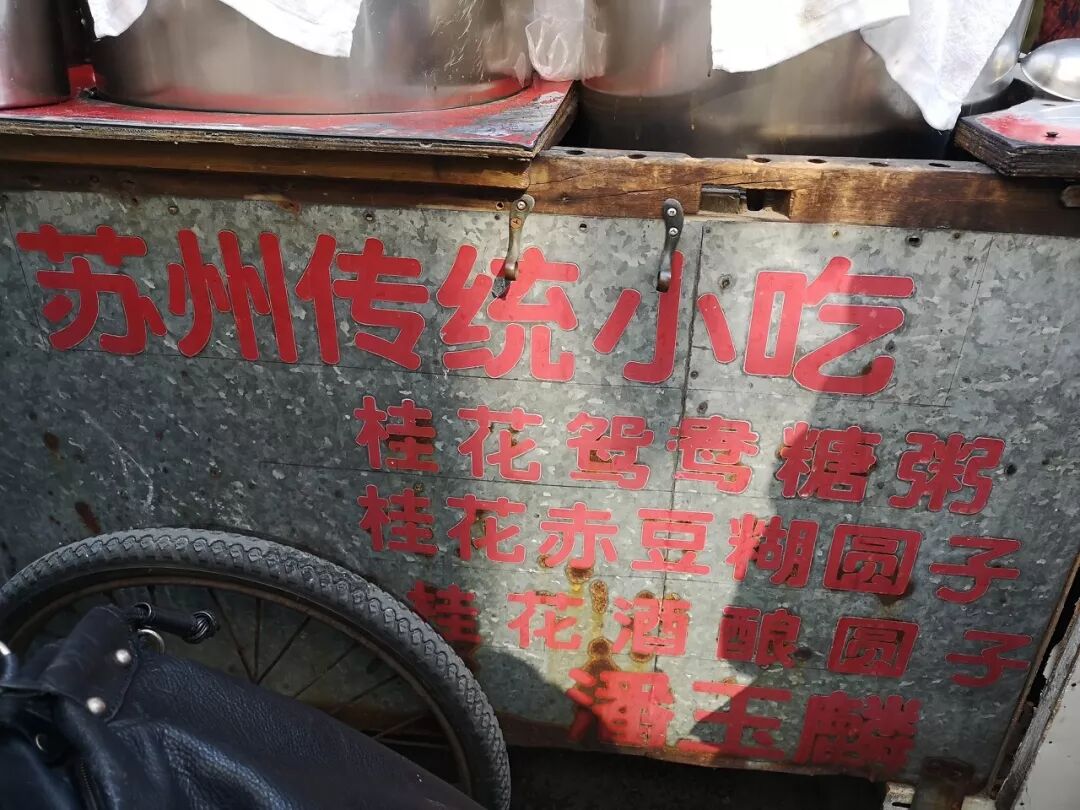 苏州传统小吃
桂花鸳鸯糖粥
桂花赤豆糊圆子
桂花酒酿圆子
潘玉麟